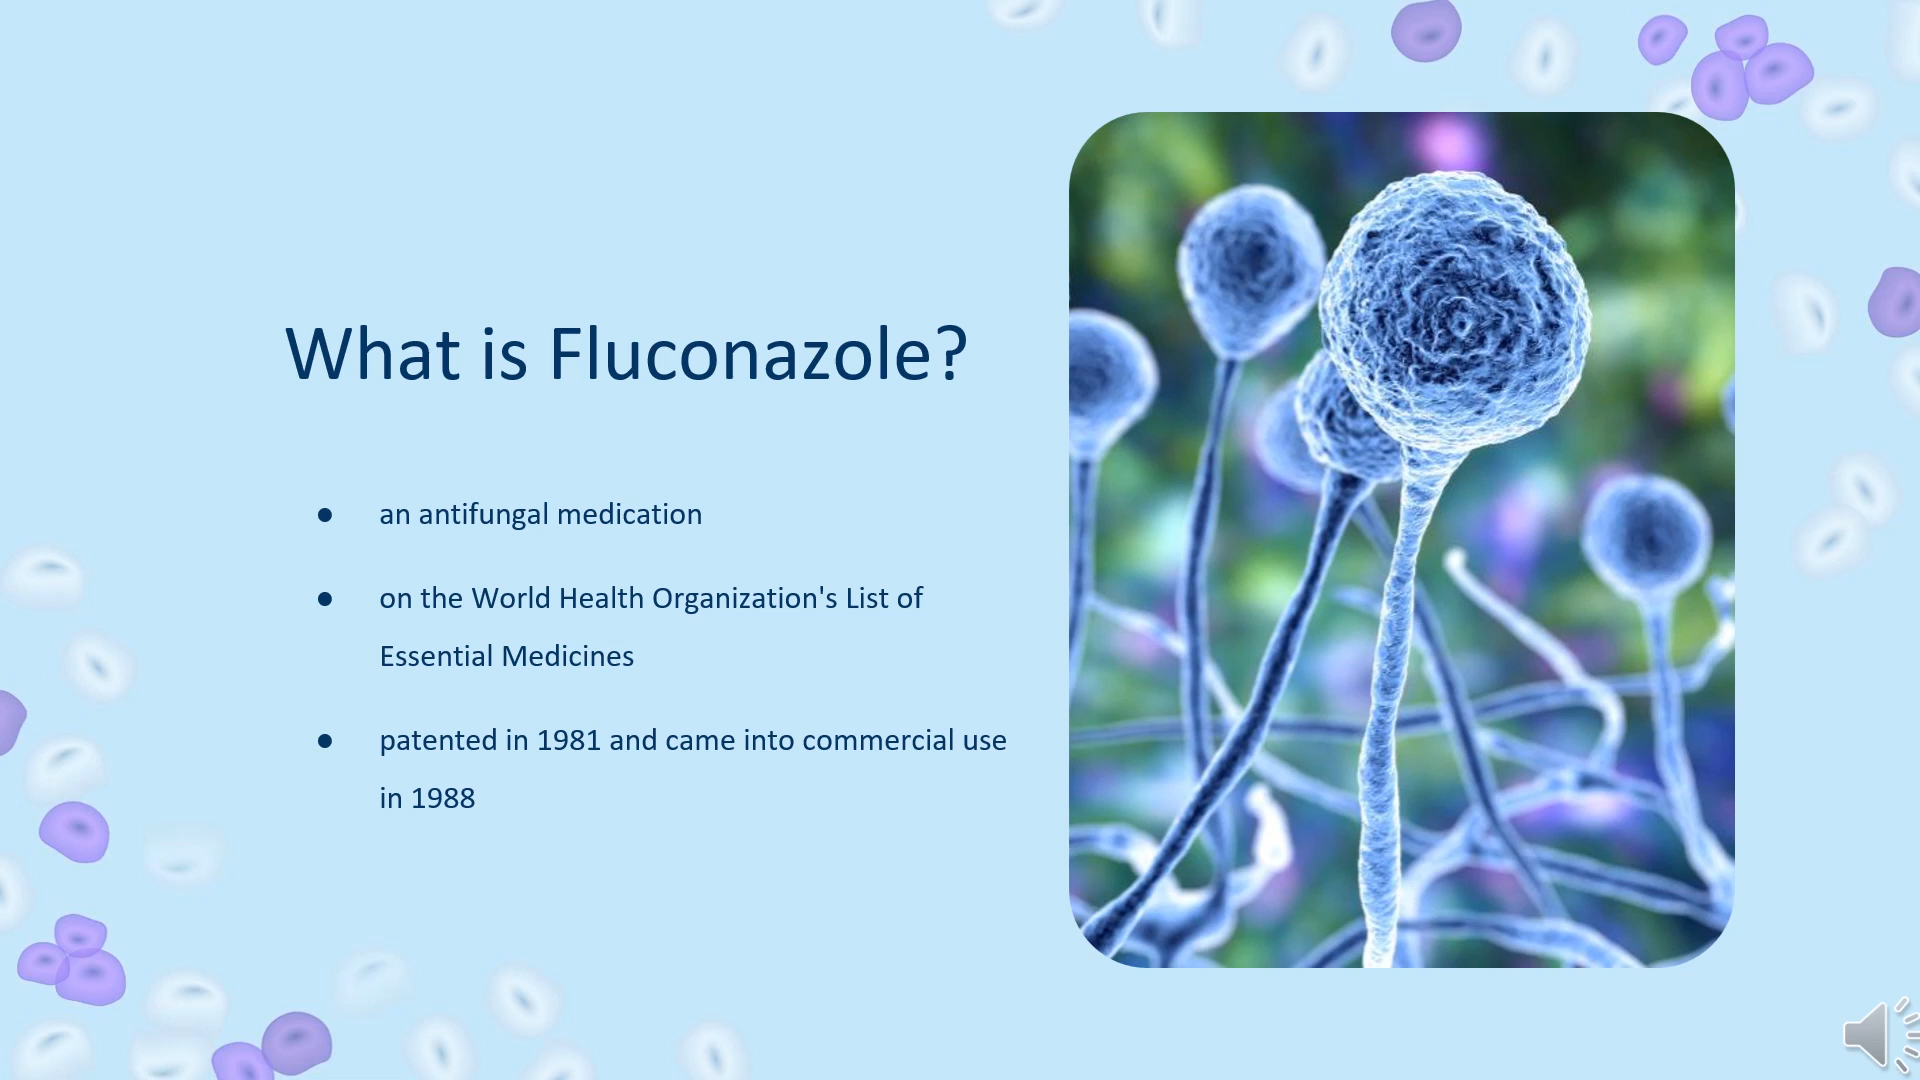 What is Fluconazole?
● an antifungal medication
● on the World Health Organization's List of
Essential Medicines
● patented in 1981 and came into commercial use
in 1988